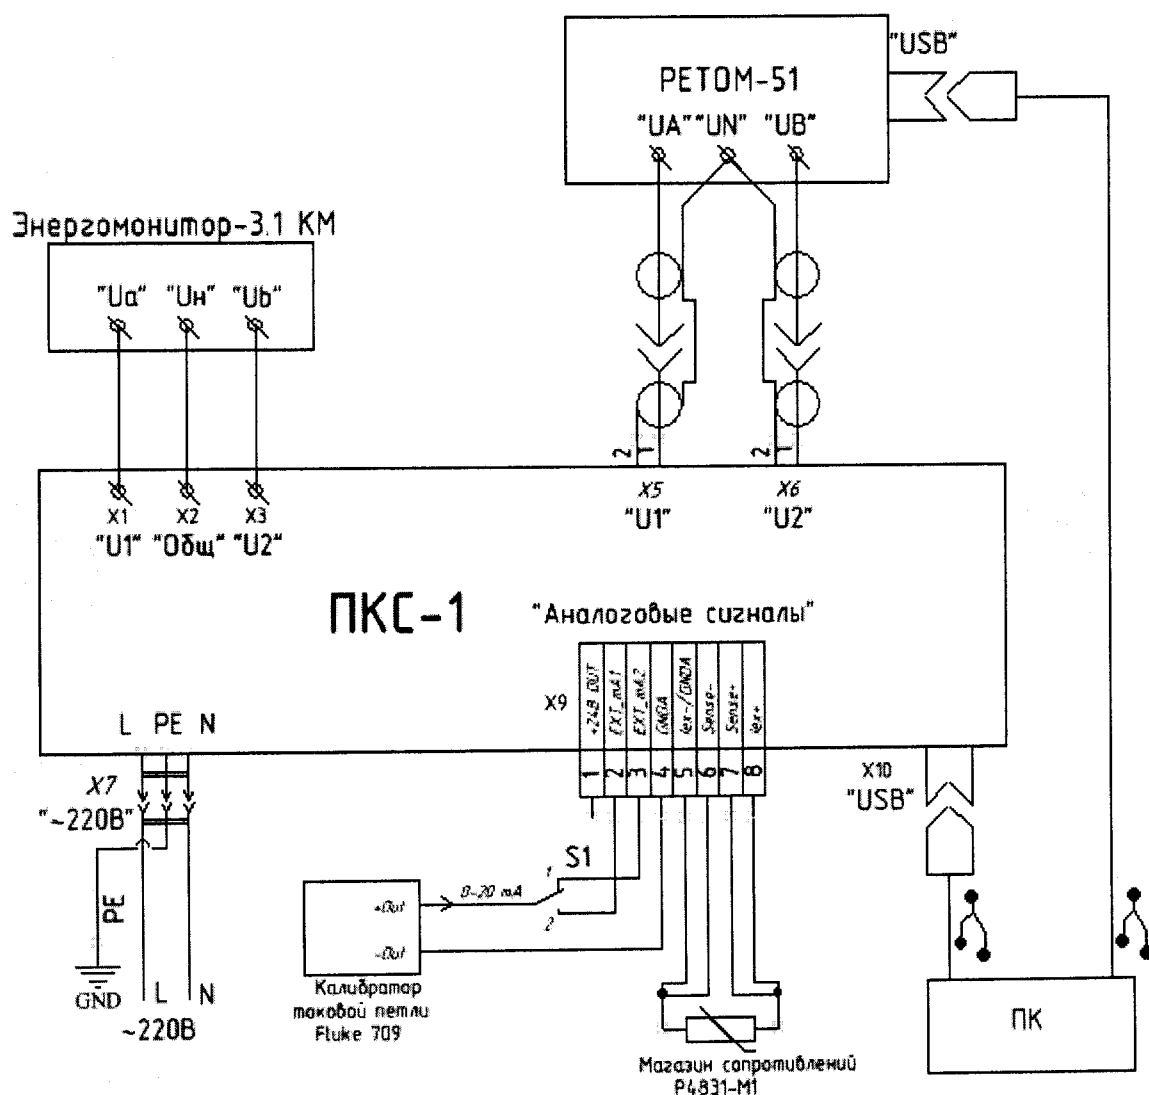 "USB"
РЕТОМ-51
"UA" "UN" "UB"
Энергомонитор-3.1 КМ
"Ua" "Uн" "Ub"
2 1 2 1
X1 X2 X3
"U1" "Общ" "U2"
X5 X6
"U1" "U2"
ПКС-1
"Аналоговые сигналы"
X9
+24В OUT
EXT_mA1
EXT_mA2
GNDA
Iex-/GNDA
Sense-
Sense+
Iex+
1 2 3 4 5 6 7 8
L PE N
X7
"~220В"
X10
"USB"
S1
1
0-20 mA
2
+Out
-Out
PE
GND
L N
~220В
Калибратор
токовой петли
Fluke 709
Магазин сопротивлений
Р4831-М1
ПК